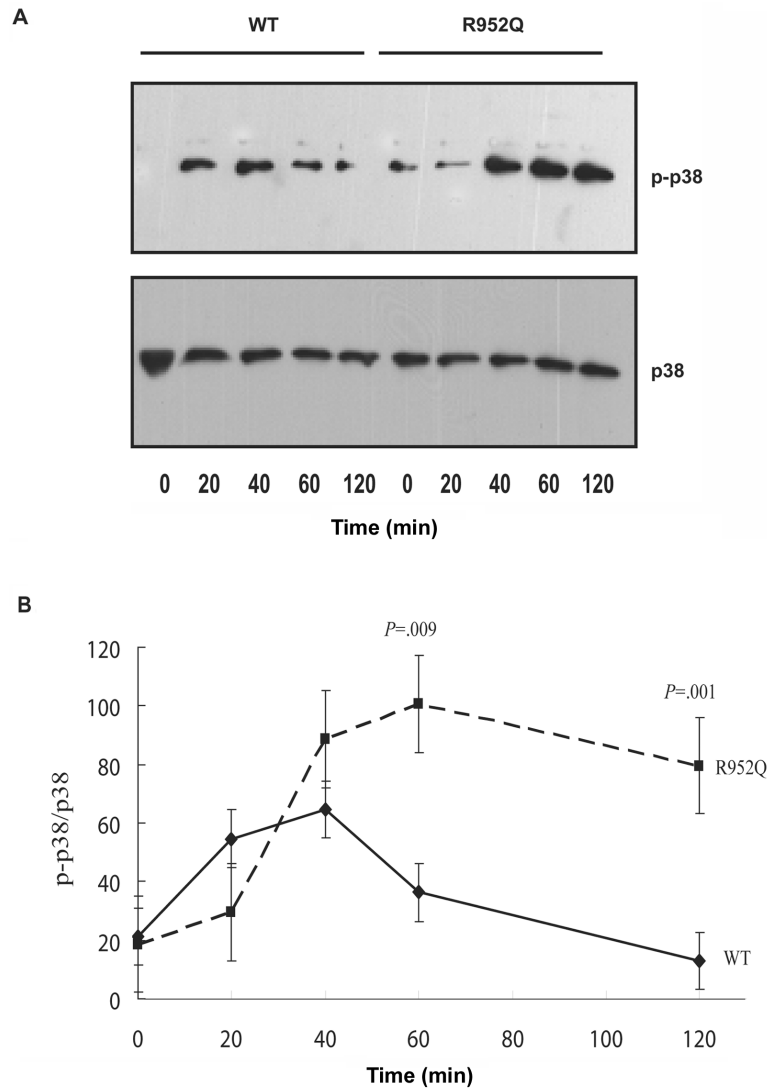 A
WT R952Q
p-p38
p38
0 20 40 60 120 0 20 40 60 120
Time (min)
B
P=.009
P=.001
120
100
80
60
40
20
0
p-p38/p38
R952Q
WT
0 20 40 60 80 100 120
Time (min)